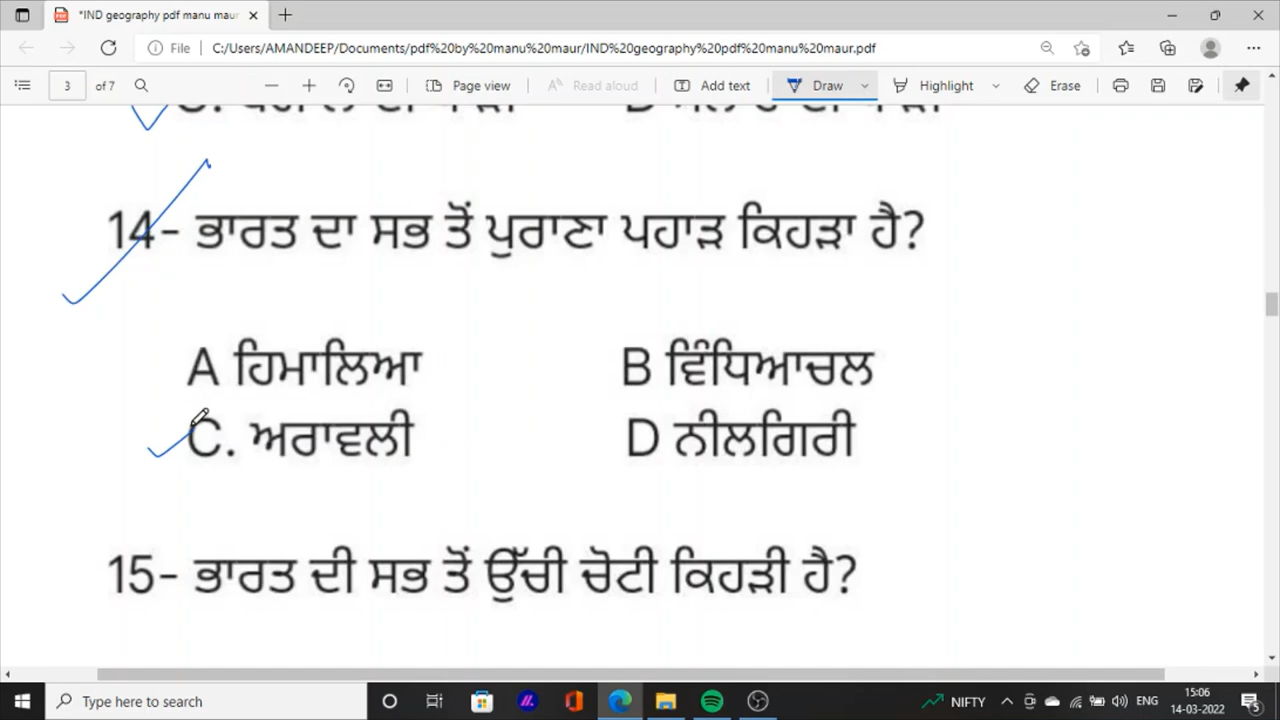 *IND geography pdf manu maur
File
C:/Users/AMANDEEP/Documents/pdf%20by%20manu%20maur/IND%20geography%20pdf%20manu%20maur.pdf
3 of 7
Page view
Read aloud
Add text
Draw
Highlight
Erase
14- ਭਾਰਤ ਦਾ ਸਭ ਤੋਂ ਪੁਰਾਣਾ ਪਹਾੜ ਕਿਹੜਾ ਹੈ?
A ਹਿਮਾਲਿਆ B ਵਿੰਧਿਆਚਲ
C. ਅਰਾਵਲੀ D ਨੀਲਗਿਰੀ
15- ਭਾਰਤ ਦੀ ਸਭ ਤੋਂ ਉੱਚੀ ਚੋਟੀ ਕਿਹੜੀ ਹੈ?
Type here to search
NIFTY
ENG
15:06
14-03-2022
5